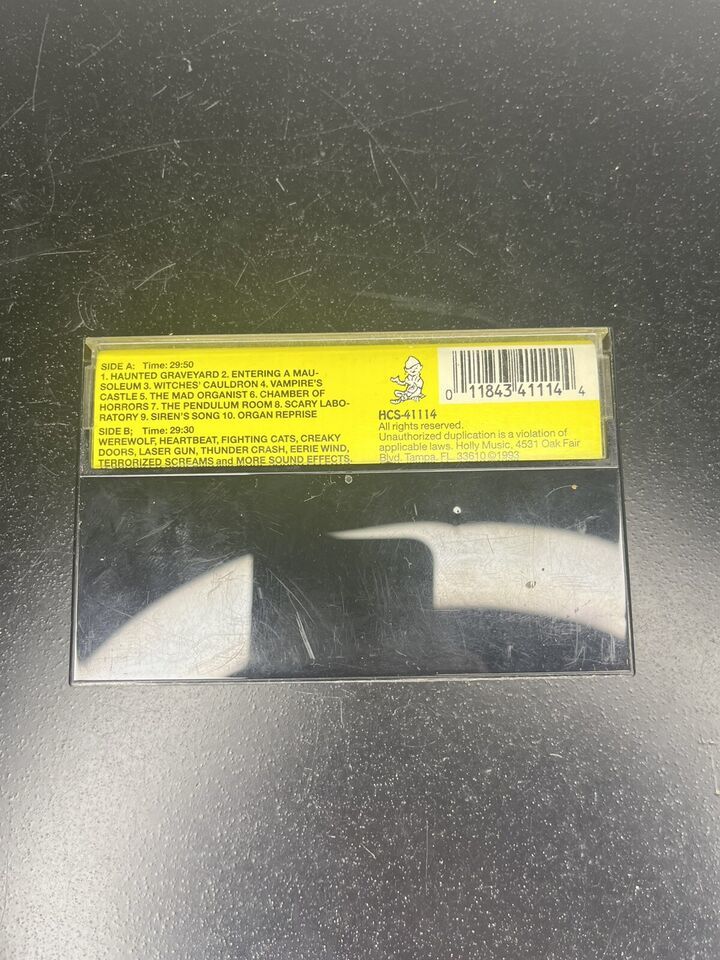 SIDE A: Time: 29:50
1. HAUNTED GRAVEYARD 2. ENTERING A MAU-
SOLEUM 3. WITCHES' CAULDRON 4. VAMPIRE'S
CASTLE 5. THE MAD ORGANIST 6. CHAMBER OF
HORRORS 7. THE PENDULUM ROOM 8. SCARY LABO-
RATORY 9. SIREN'S SONG 10. ORGAN REPRISE
SIDE B; Time: 29:30
WEREWOLF, HEARTBEAT, FIGHTING CATS, CREAKY
DOORS, LASER GUN, THUNDER CRASH, EERIE WIND,
TERRORIZED SCREAMS and MORE SOUND EFFECTS.
0 11843 41114 4
HCS-41114
All rights reserved.
Unauthorized duplication is a violation of
applicable laws. Holly Music, 4531 Oak Fair
Blvd. Tampa, FL 33610 ©1993